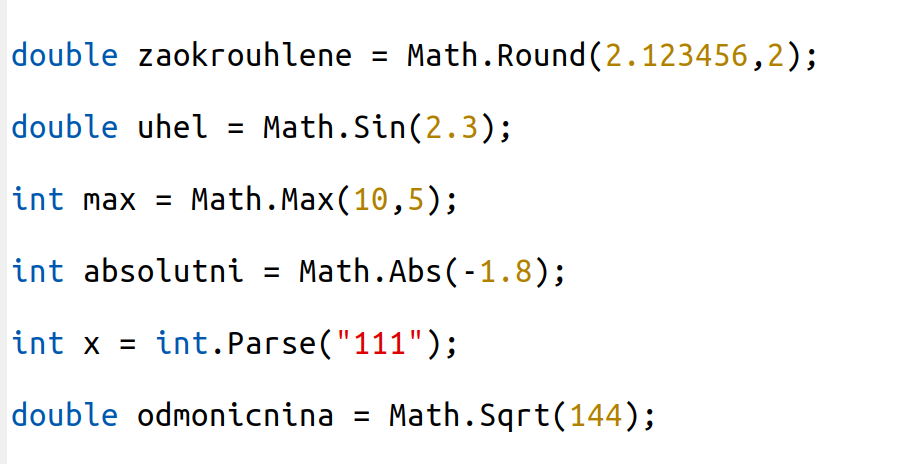 double zaokrouhlene = Math.Round(2.123456,2);
double uhel = Math.Sin(2.3);
int max = Math.Max(10,5);
int absolutni = Math.Abs(-1.8);
int x = int.Parse("111");
double odmonicnina = Math.Sqrt(144);